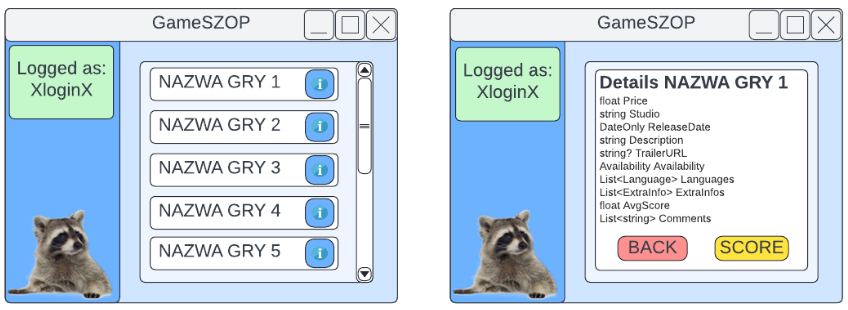 GameSZOP
Logged as:
XloginX
NAZWA GRY 1
i
NAZWA GRY 2
i
NAZWA GRY 3
i
NAZWA GRY 4
i
NAZWA GRY 5
i
GameSZOP
Logged as:
XloginX
Details NAZWA GRY 1
float Price
string Studio
DateOnly ReleaseDate
string Description
string? TrailerURL
Availability Availability
List<Language> Languages
List<ExtraInfo> ExtraInfos
float AvgScore
List<string> Comments
BACK
SCORE